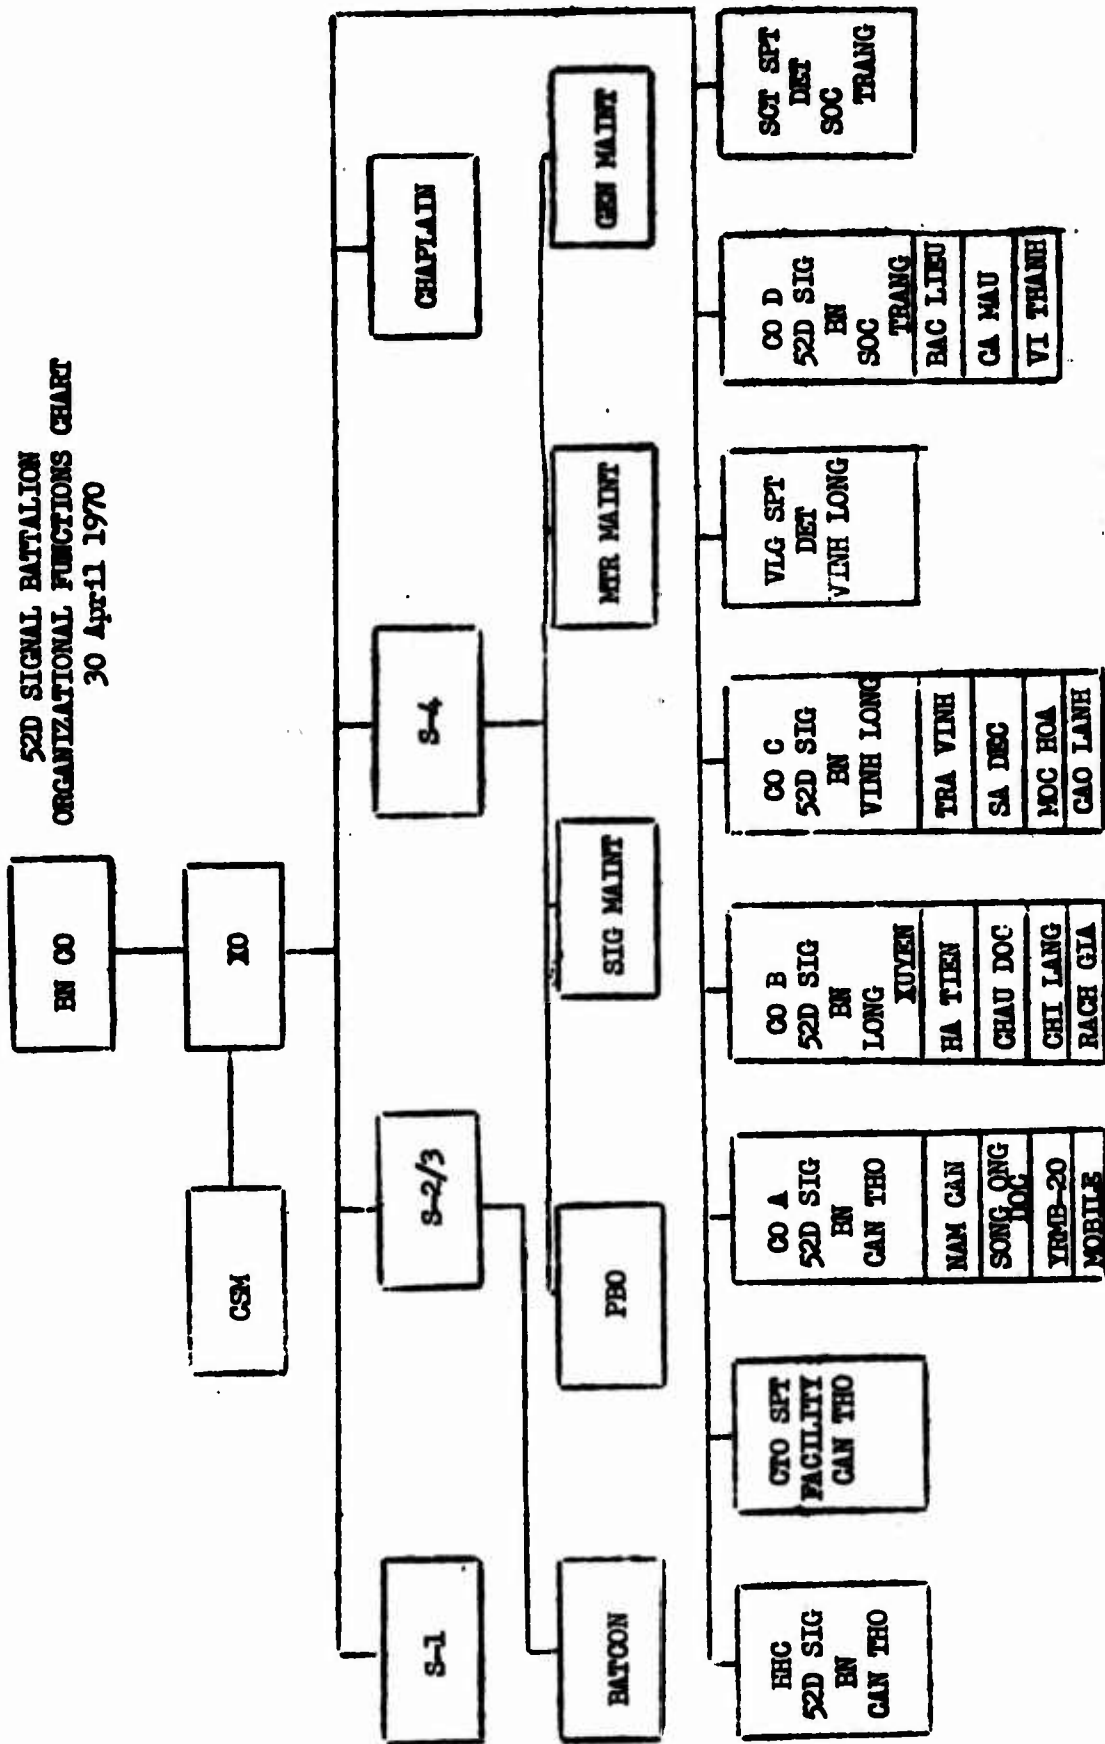 52D SIGNAL BATTALION
ORGANIZATIONAL FUNCTIONS CHART
30 April 1970
BN CO
XO
CSM
S-1
S-2/3
S-4
CHAPLAIN
BATCON
PBO
SIG MAINT
MTR MAINT
GEN MAINT
HHC
52D SIG
BN
CAN THO
CTO SPT
FACILITY
CAN THO
CO A
52D SIG
BN
CAN THO
NAM CAN
SONG ONG
DOC
YRMB-20
MOBILE
CO B
52D SIG
BN
LONG
XUYEN
HA TIEN
CHAU DOC
CHI LANG
RACH GIA
CO C
52D SIG
BN
VINH LONG
TRA VINH
SA DEC
MOC HOA
CAO LANH
VLG SPT
DET
VINH LONG
CO D
52D SIG
BN
SOC
TRANG
BAC LIEU
CA MAU
VI THANH
SCT SPT
DET
SOC
TRANG